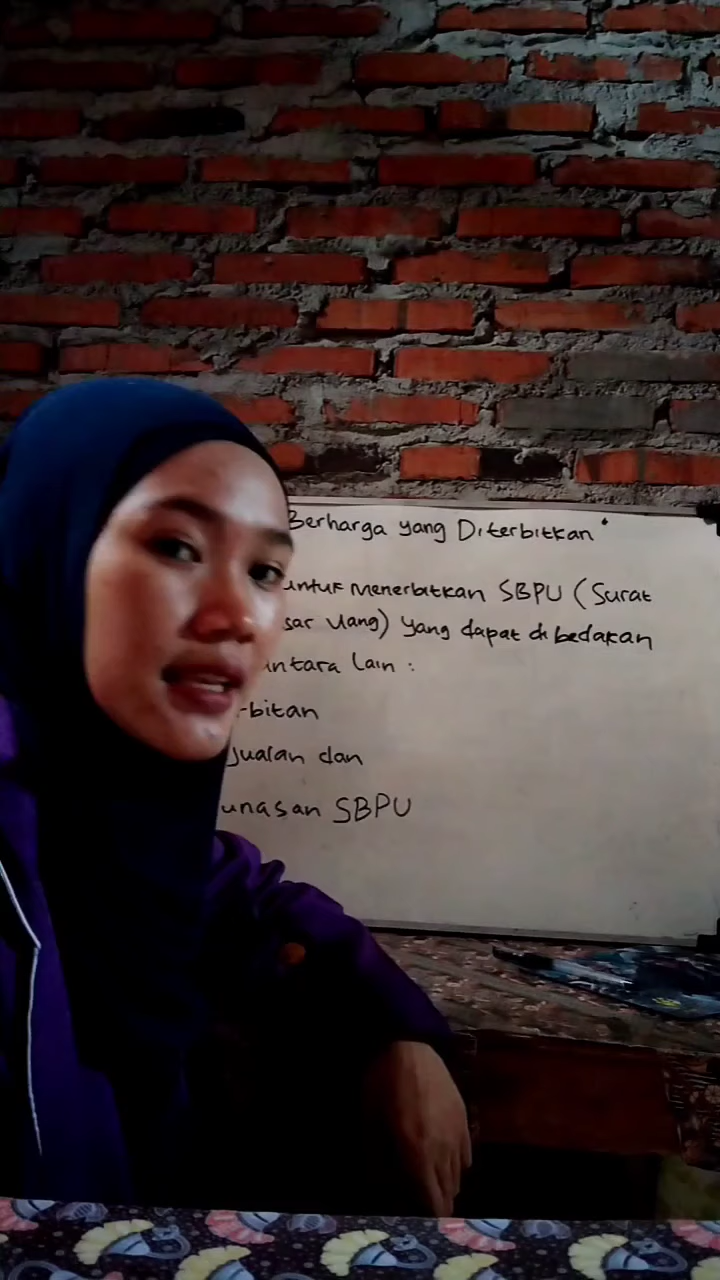 Berharga yang Diterbitkan"
untuk Menerbitkan SBPU (Surat
sar Uang) yang dapat di bedakan
antara lain :
-bitan
jualan dan
unasan SBPU